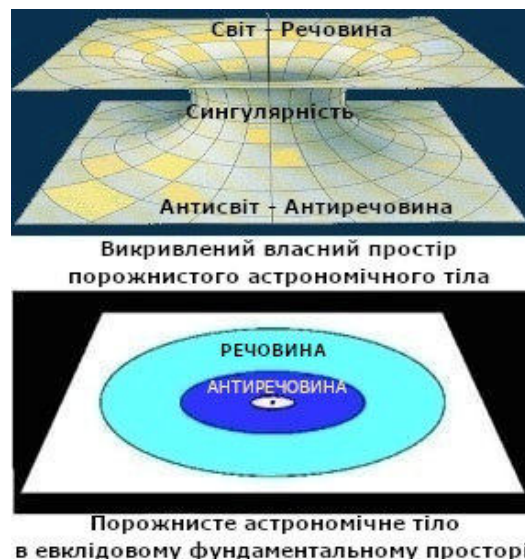 Світ - Речовина
Сингулярність
Антисвіт - Антиречовина
Викривлений власний простір
порожнистого астрономічного тіла
РЕЧОВИНА
АНТИРЕЧОВИНА
Порожнисте астрономічне тіло
в евклідовому фундаментальному просторі